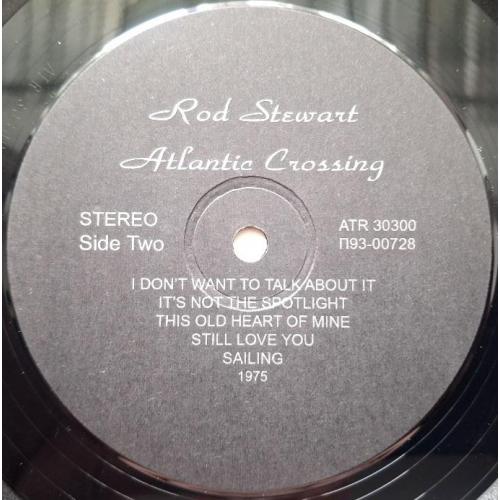 Rod Stewart
Atlantic Crossing
STEREO
Side Two
ATR 30300
П93-00728
I DON'T WANT TO TALK ABOUT IT
IT'S NOT THE SPOTLIGHT
THIS OLD HEART OF MINE
STILL LOVE YOU
SAILING
1975